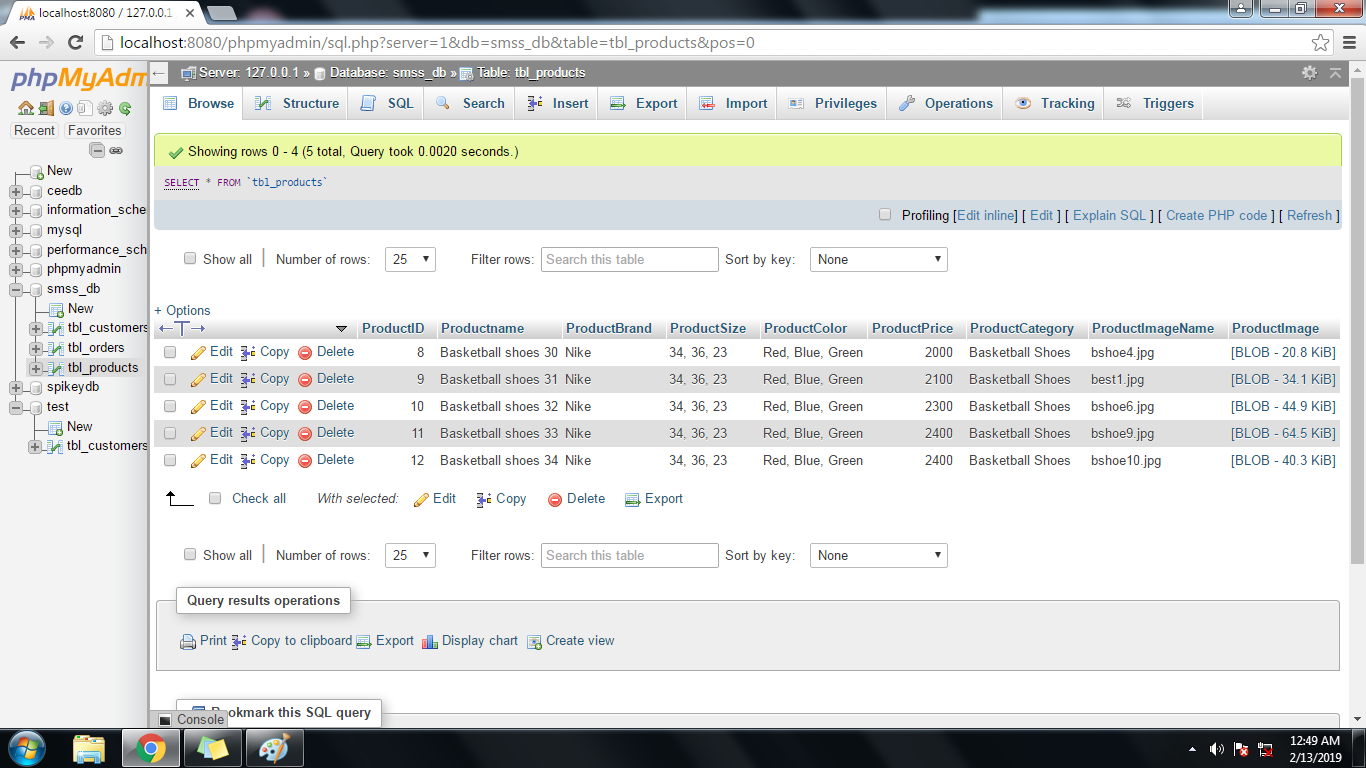 localhost:8080 / 127.0.0.1
localhost:8080/phpmyadmin/sql.php?server=1&db=smss_db&table=tbl_products&pos=0
phpMyAdm
Recent Favorites
New
ceedb
information_sche
mysql
performance_sch
phpmyadmin
smss_db
New
tbl_customers
tbl_orders
tbl_products
spikeydb
test
New
tbl_customers
Server: 127.0.0.1 » Database: smss_db » Table: tbl_products
Browse Structure SQL Search Insert Export Import Privileges Operations Tracking Triggers
Showing rows 0 - 4 (5 total, Query took 0.0020 seconds.)
SELECT * FROM `tbl_products`
Profiling [Edit inline] [ Edit ] [ Explain SQL ] [ Create PHP code ] [ Refresh ]
Show all | Number of rows: 25 Filter rows: Search this table Sort by key: None
+ Options
←T→ ProductID Productname ProductBrand ProductSize ProductColor ProductPrice ProductCategory ProductImageName ProductImage
Edit Copy Delete 8 Basketball shoes 30 Nike 34, 36, 23 Red, Blue, Green 2000 Basketball Shoes bshoe4.jpg [BLOB - 20.8 KiB]
Edit Copy Delete 9 Basketball shoes 31 Nike 34, 36, 23 Red, Blue, Green 2100 Basketball Shoes best1.jpg [BLOB - 34.1 KiB]
Edit Copy Delete 10 Basketball shoes 32 Nike 34, 36, 23 Red, Blue, Green 2300 Basketball Shoes bshoe6.jpg [BLOB - 44.9 KiB]
Edit Copy Delete 11 Basketball shoes 33 Nike 34, 36, 23 Red, Blue, Green 2400 Basketball Shoes bshoe9.jpg [BLOB - 64.5 KiB]
Edit Copy Delete 12 Basketball shoes 34 Nike 34, 36, 23 Red, Blue, Green 2400 Basketball Shoes bshoe10.jpg [BLOB - 40.3 KiB]
Check all With selected: Edit Copy Delete Export
Show all | Number of rows: 25 Filter rows: Search this table Sort by key: None
Query results operations
Print Copy to clipboard Export Display chart Create view
Bookmark this SQL query
Console
12:49 AM
2/13/2019